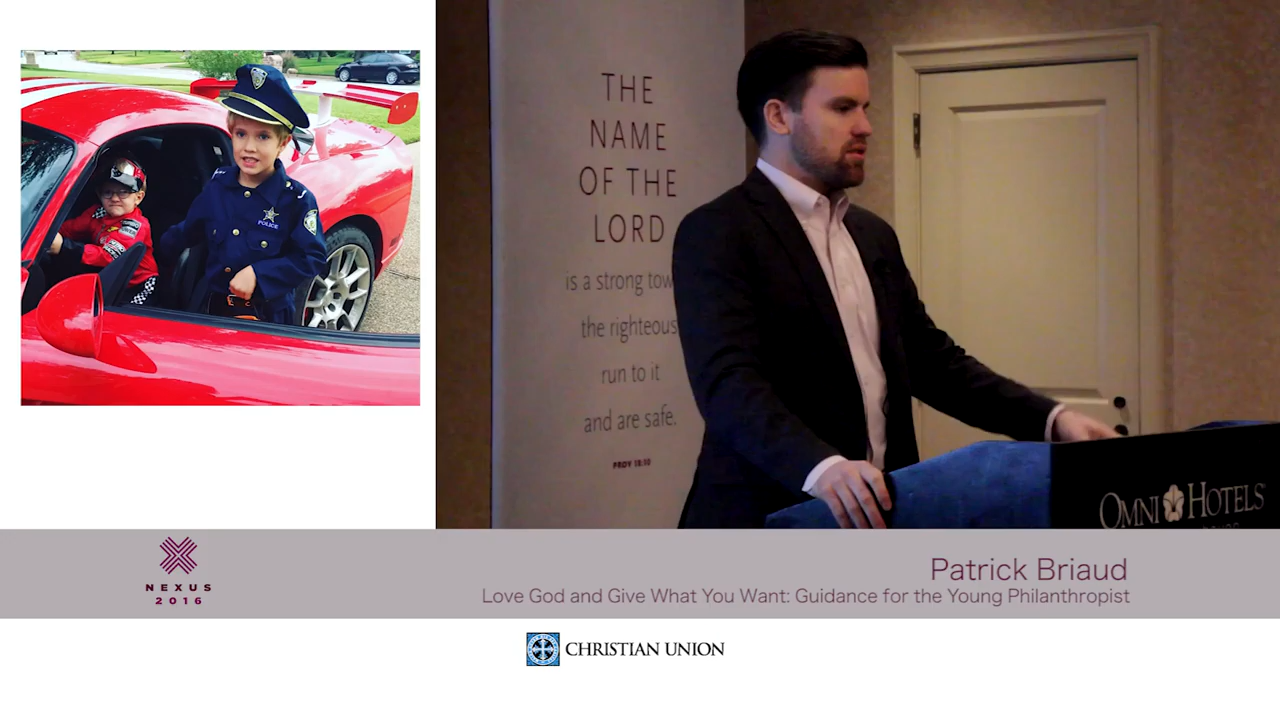 POLICE
THE
NAME
OF THE
LORD
is a strong tow
the righteous
run to it
and are safe.
PROV 18:10
OMNI HOTELS
NEXUS
2016
Patrick Briaud
Love God and Give What You Want: Guidance for the Young Philanthropist
CHRISTIAN UNION